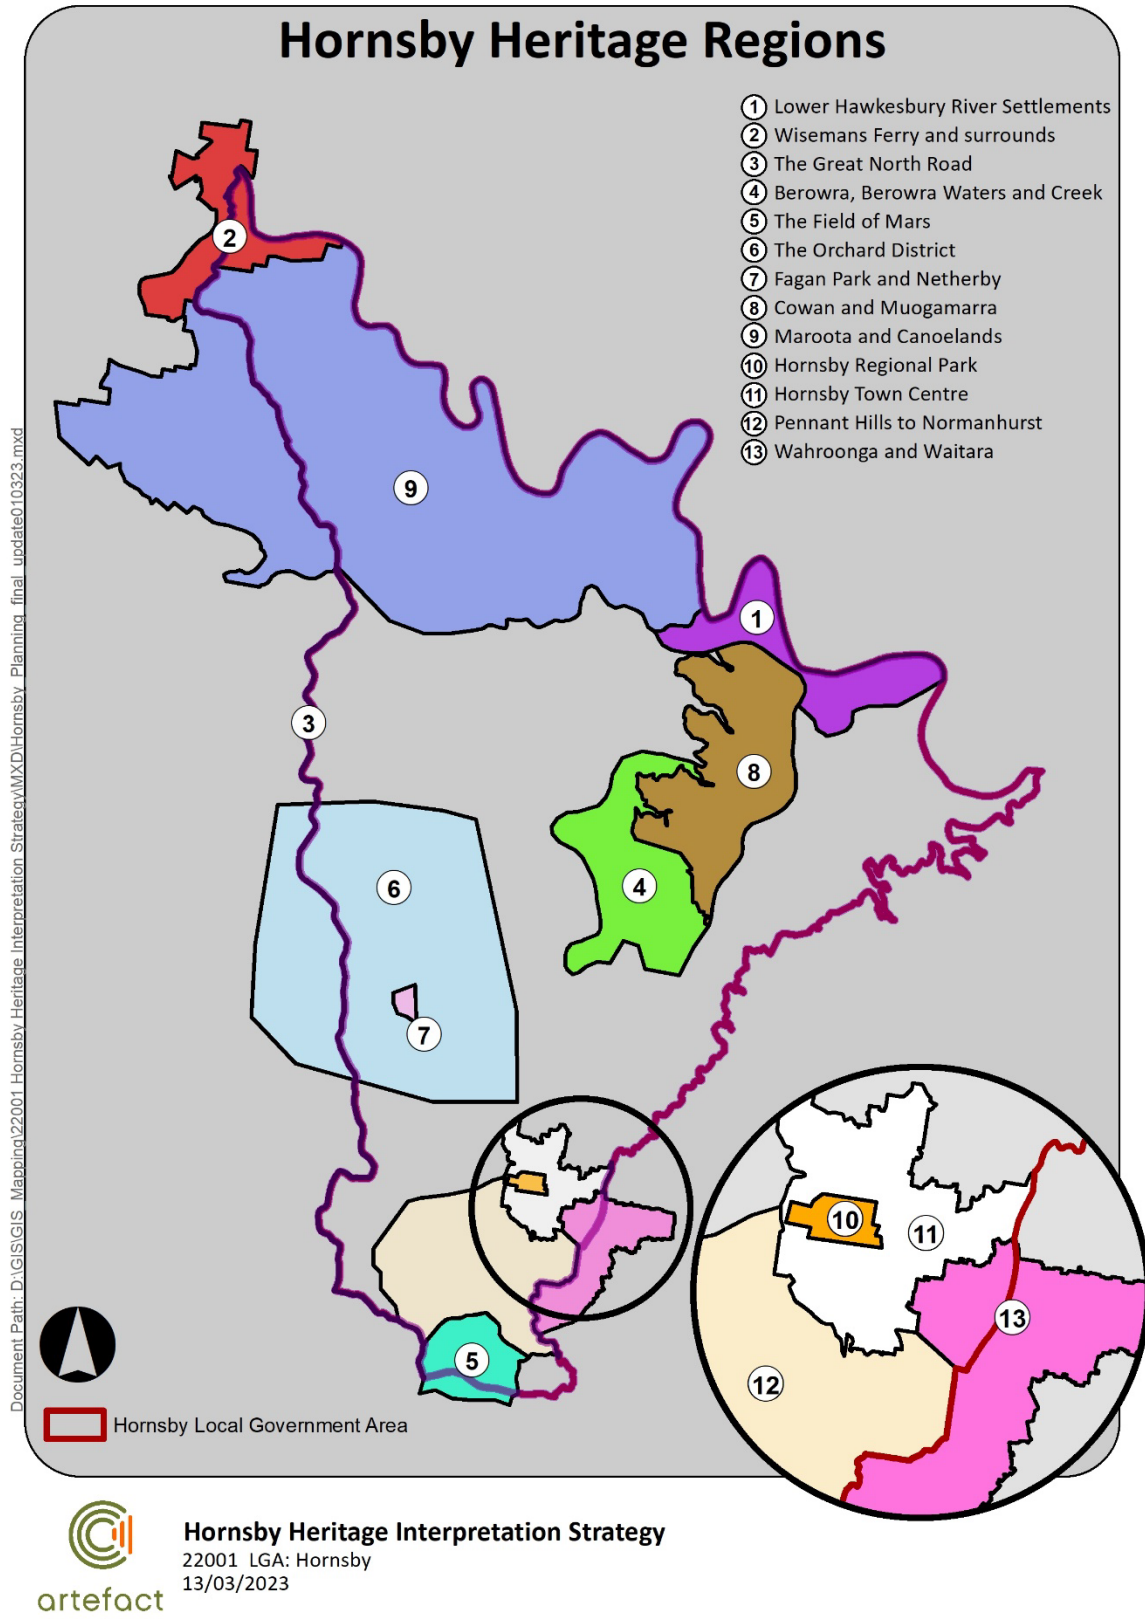 Hornsby Heritage Regions
1 Lower Hawkesbury River Settlements
2 Wisemans Ferry and surrounds
3 The Great North Road
4 Berowra, Berowra Waters and Creek
5 The Field of Mars
6 The Orchard District
7 Fagan Park and Netherby
8 Cowan and Muogamarra
9 Maroota and Canoelands
10 Hornsby Regional Park
11 Hornsby Town Centre
12 Pennant Hills to Normanhurst
13 Wahroonga and Waitara
2
9
1
3
8
4
6
7
5
10
11
13
12
Document Path: D:\GIS\GIS_Mapping\22001 Hornsby Heritage Interpretation Strategy\MXD\Hornsby_Planning_final_update010323.mxd
Hornsby Local Government Area
artefact
Hornsby Heritage Interpretation Strategy
22001 LGA: Hornsby
13/03/2023